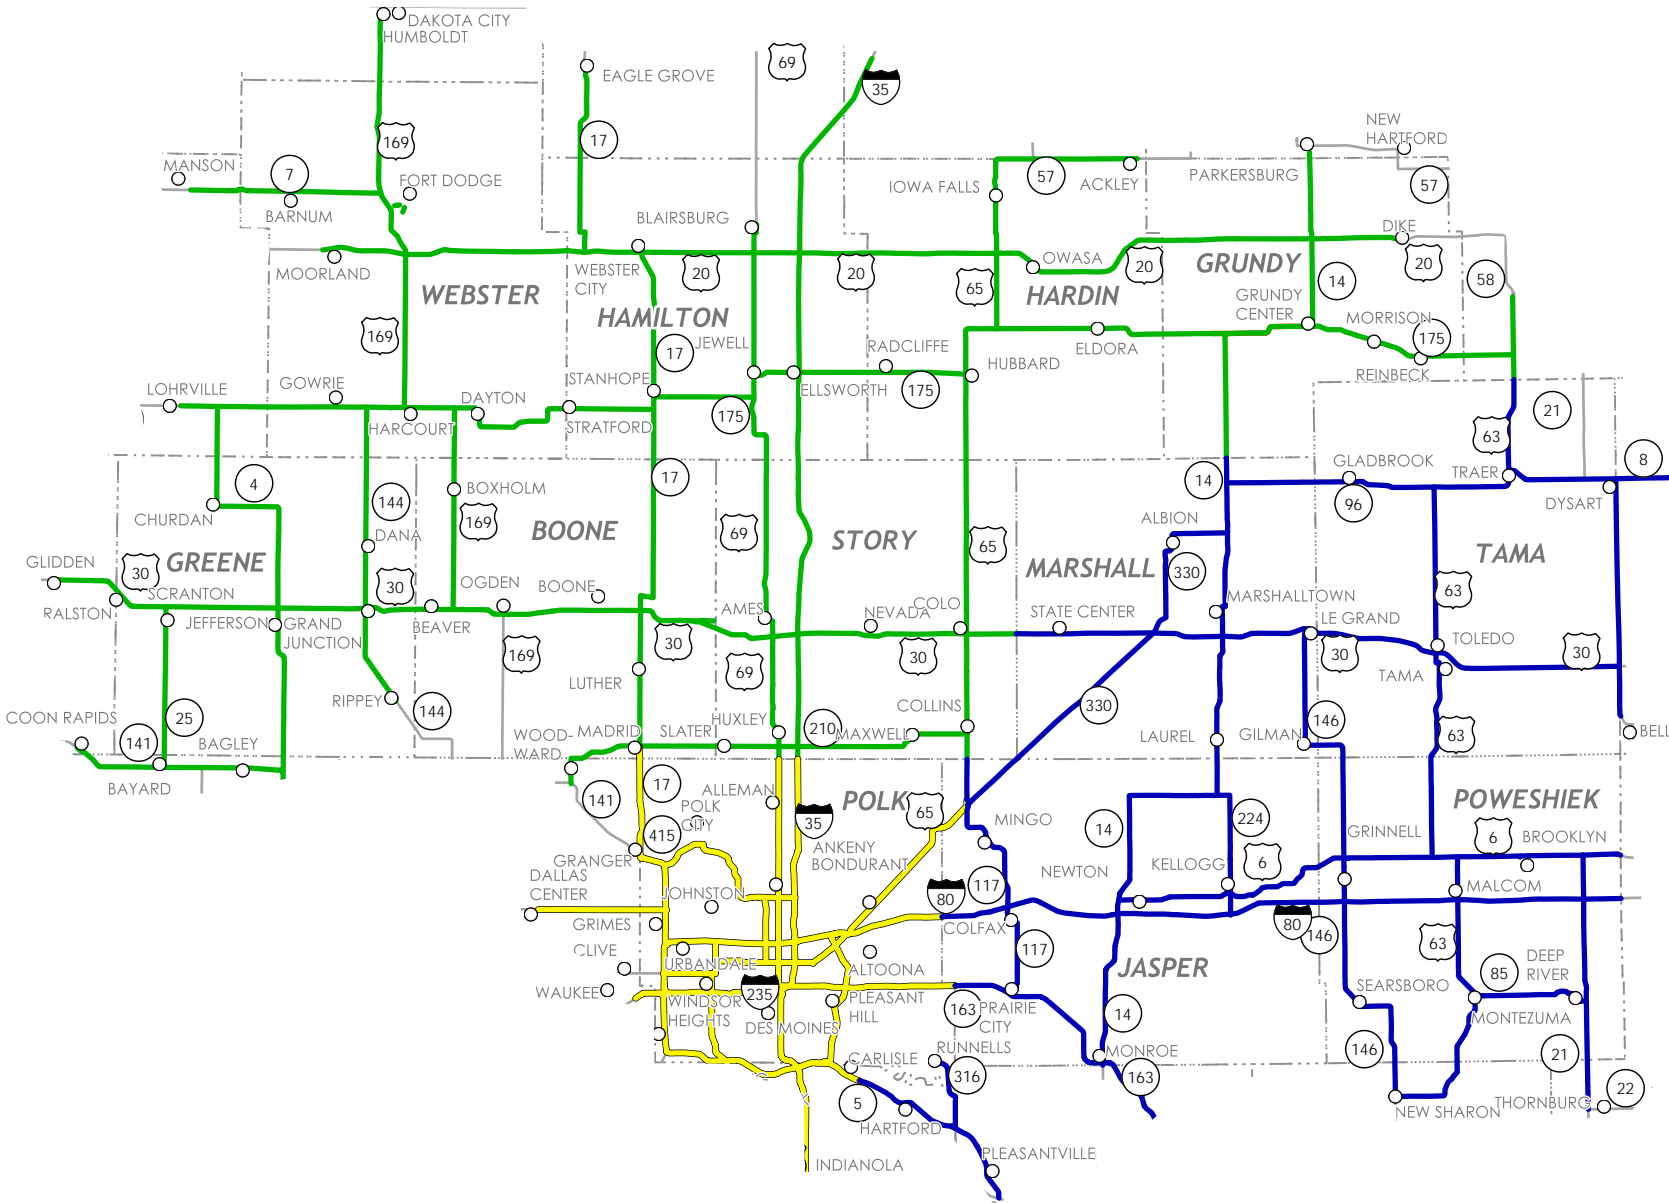 DAKOTA CITY
HUMBOLDT
69
EAGLE GROVE
35
169
17
NEW
HARTFORD
MANSON
7
FORT DODGE
IOWA FALLS
57
ACKLEY
PARKERSBURG
57
BARNUM
BLAIRSBURG
DIKE
MOORLAND
WEBSTER
CITY
20
20
OWASA
20
GRUNDY
20
WEBSTER
65
HARDIN
14
58
GRUNDY
CENTER
HAMILTON
169
17
JEWELL
RADCLIFFE
HUBBARD
ELDORA
MORRISON
175
REINBECK
LOHRVILLE
GOWRIE
DAYTON
STANHOPE
ELLSWORTH
175
HARCOURT
STRATFORD
175
21
63
4
17
14
GLADBROOK
TRAER
8
BOXHOLM
96
DYSART
CHURDAN
144
169
BOONE
69
STORY
65
ALBION
DANA
TAMA
GLIDDEN
30
GREENE
MARSHALL
330
SCRANTON
30
OGDEN
BOONE
63
RALSTON
JEFFERSON
GRAND
JUNCTION
BEAVER
AMES
NEVADA
COLO
STATE CENTER
MARSHALLTOWN
LE GRAND
169
30
30
30
TOLEDO
30
69
LUTHER
TAMA
RIPPEY
144
COLLINS
330
COON RAPIDS
25
141
BAGLEY
WOOD-
WARD
MADRID
SLATER
HUXLEY
210
MAXWELL
LAUREL
GILMAN
146
63
BELL
BAYARD
17
141
ALLEMAN
POLK
65
POWESHIEK
POLK
CITY
35
MINGO
14
224
415
GRINNELL
6
BROOKLYN
GRANGER
ANKENY
BONDURANT
DALLAS
CENTER
JOHNSTON
80
117
NEWTON
KELLOGG
6
MALCOM
GRIMES
COLFAX
80
146
63
CLIVE
URBANDALE
ALTOONA
117
JASPER
85
DEEP
RIVER
WAUKEE
WINDSOR
HEIGHTS
235
PLEASANT
HILL
163
PRAIRIE
CITY
SEARSBORO
DES MOINES
14
MONTEZUMA
CARLISLE
RUNNELLS
MONROE
146
21
316
163
5
22
HARTFORD
NEW SHARON
THORNBURG
INDIANOLA
PLEASANTVILLE